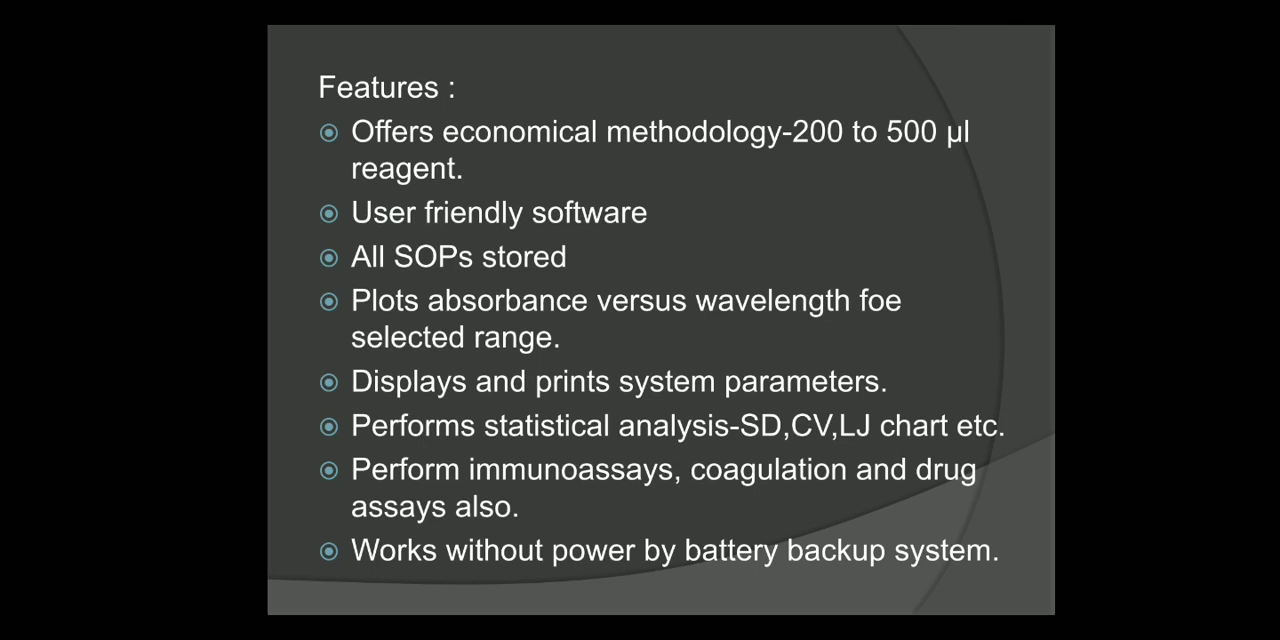 Features :
Offers economical methodology-200 to 500 µl
reagent.
User friendly software
All SOPs stored
Plots absorbance versus wavelength foe
selected range.
Displays and prints system parameters.
Performs statistical analysis-SD,CV,LJ chart etc.
Perform immunoassays, coagulation and drug
assays also.
Works without power by battery backup system.